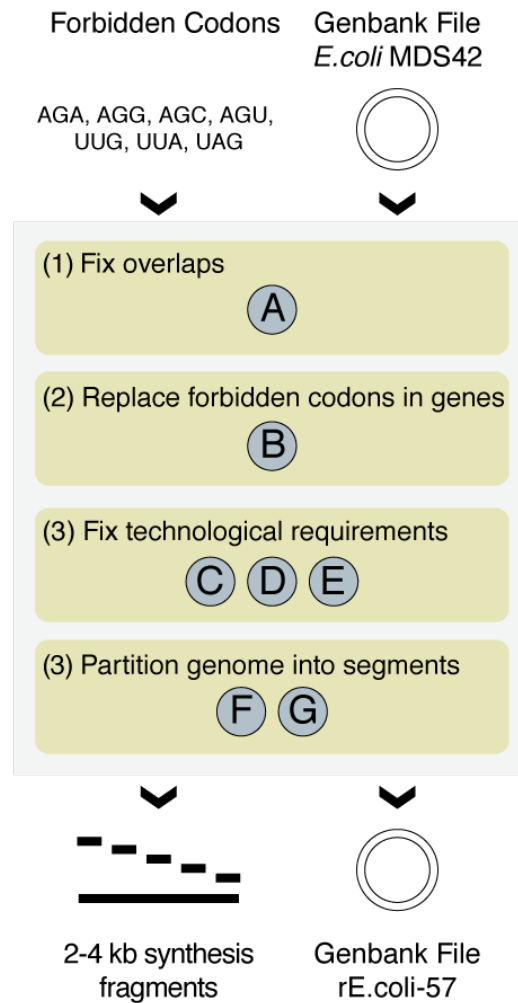 Forbidden Codons
Genbank File
E.coli MDS42
AGA, AGG, AGC, AGU,
UUG, UUA, UAG
(1) Fix overlaps
A
(2) Replace forbidden codons in genes
B
(3) Fix technological requirements
C D E
(3) Partition genome into segments
F G
2-4 kb synthesis
fragments
Genbank File
rE.coli-57